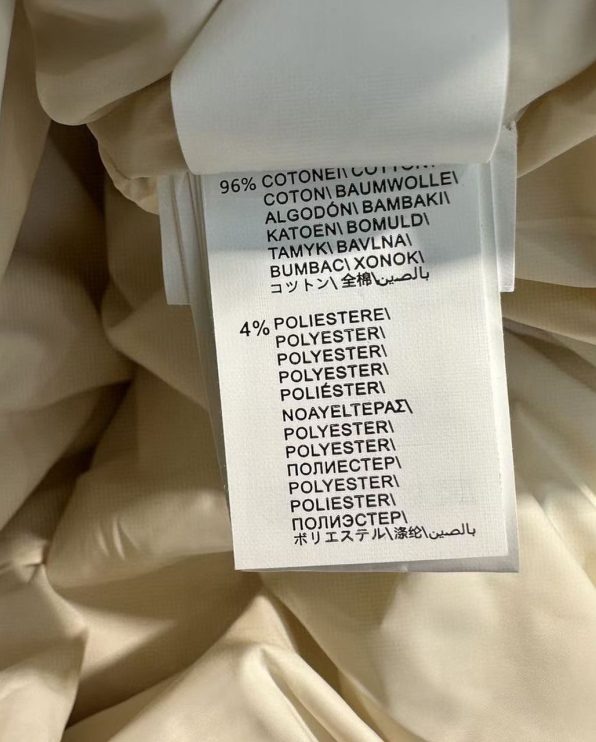 96% COTONEI\ COTTON\
COTON\ BAUMWOLLE\
ALGODÓN\ BAMBAKI\
KATOEN\ BOMULD\
TAMYK\ BAVLNA\
BUMBAC\ XONOK\
コットン\ 全棉\بالصين\
4% POLIESTERE\
POLYESTER\
POLYESTER\
POLYESTER\
POLIÉSTER\
NOAYELTEPAΣ\
POLYESTER\
POLYESTER\
ПОЛИЕСТЕР\
POLYESTER\
POLIESTER\
ПОЛИЭСТЕР\
ポリエステル\涤纶\بالصين